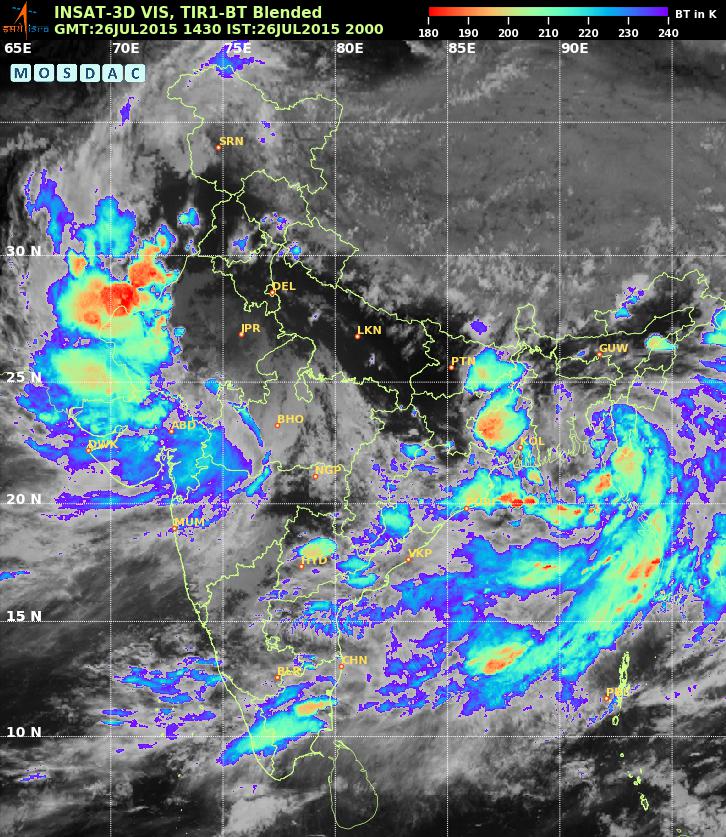 INSAT-3D VIS, TIR1-BT Blended
GMT:26JUL2015 1430 IST:26JUL2015 2000
BT in K
180 190 200 210 220 230 240
65E 70E 75E 80E 85E 90E
MOSDAC
SRN
30 N
DEL
JPR LKN
GUW
PTN
25 N
BHO
ABD
KOL
DWK
NGP
20 N
MUM
VKP
HYD
15 N
CHN
BLR
10 N